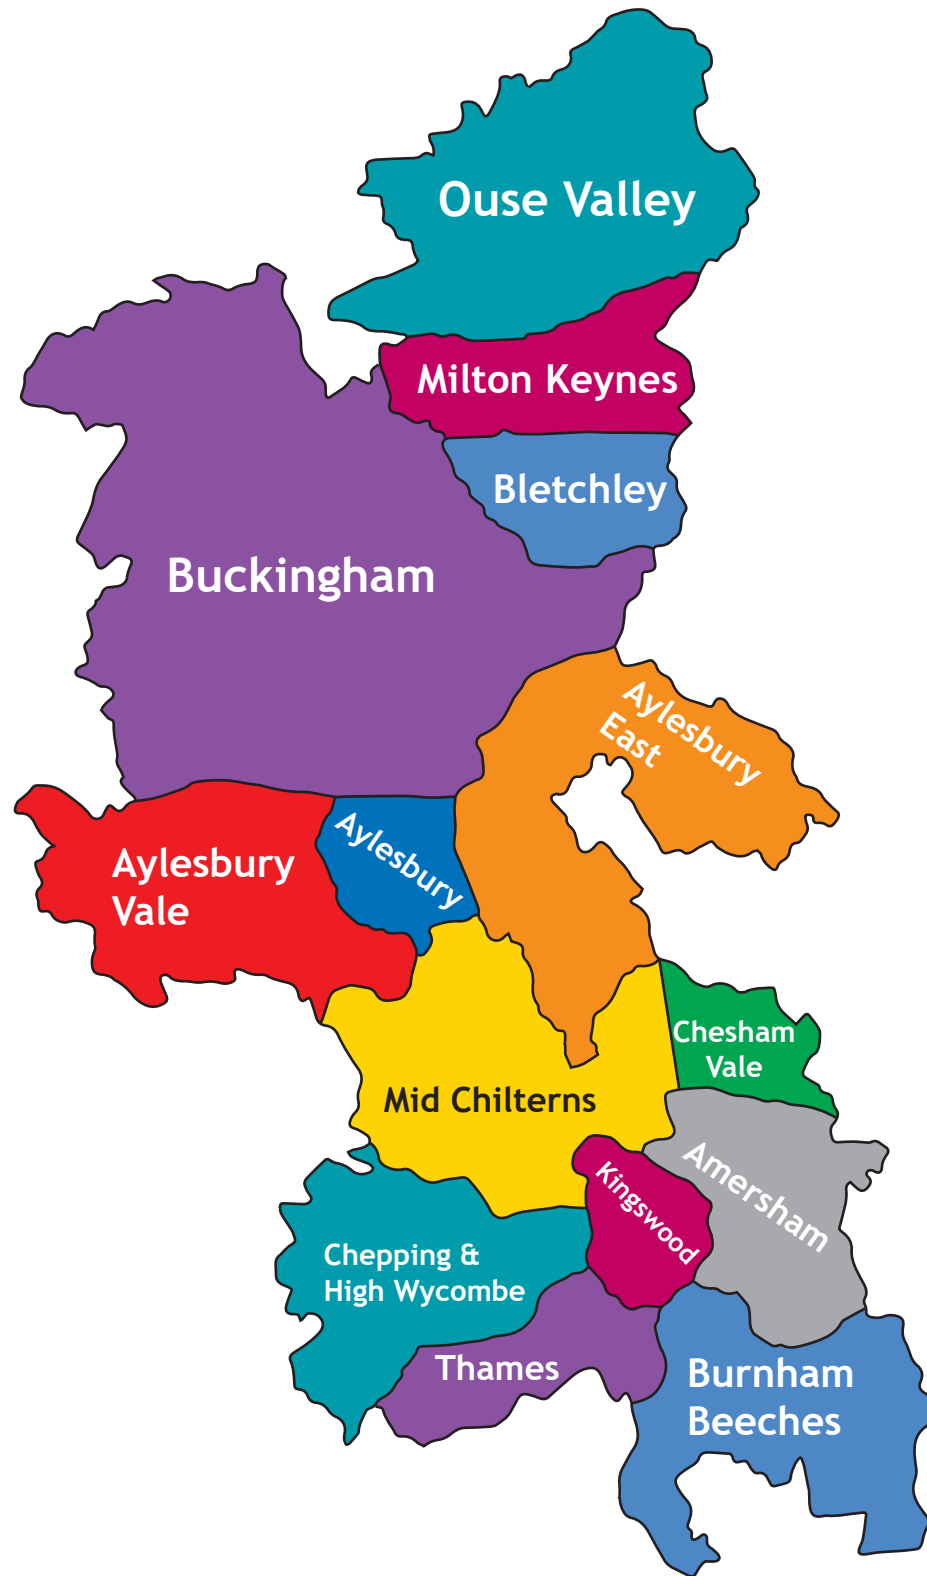 Ouse Valley
Milton Keynes
Bletchley
Buckingham
Aylesbury
East
Aylesbury
Vale
Aylesbury
Chesham
Vale
Mid Chilterns
Amersham
Kingswood
Chepping &
High Wycombe
Thames
Burnham
Beeches